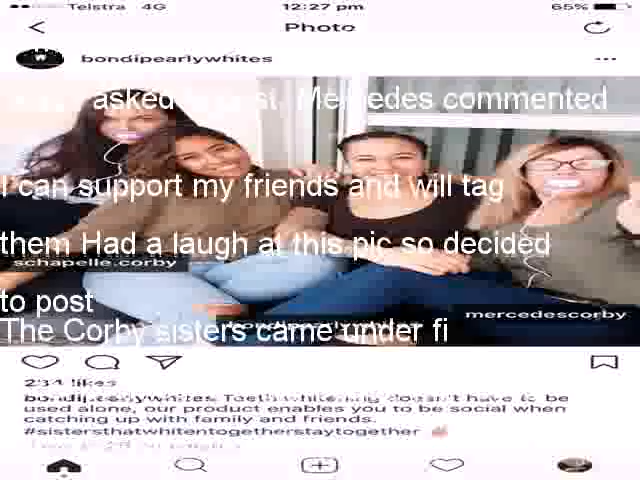 Telstra 4G 12:27 pm 65%
Photo
bondipearlywhites
asked Mercedes commented
I can support my friends and will tag
them Had a laugh at this pic so decided
schapelle.corby
to post
mercedescorby
The Corby sisters came under fi
234 likes
bondipearlywhites Teeth whitening doesn't have to be
used alone, our product enables you to be social when
catching up with family and friends.
#sistersthatwhitentogetherstaytogether